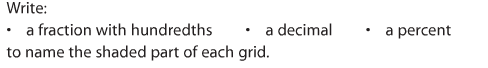 Write:
• a fraction with hundredths • a decimal • a percent
to name the shaded part of each grid.